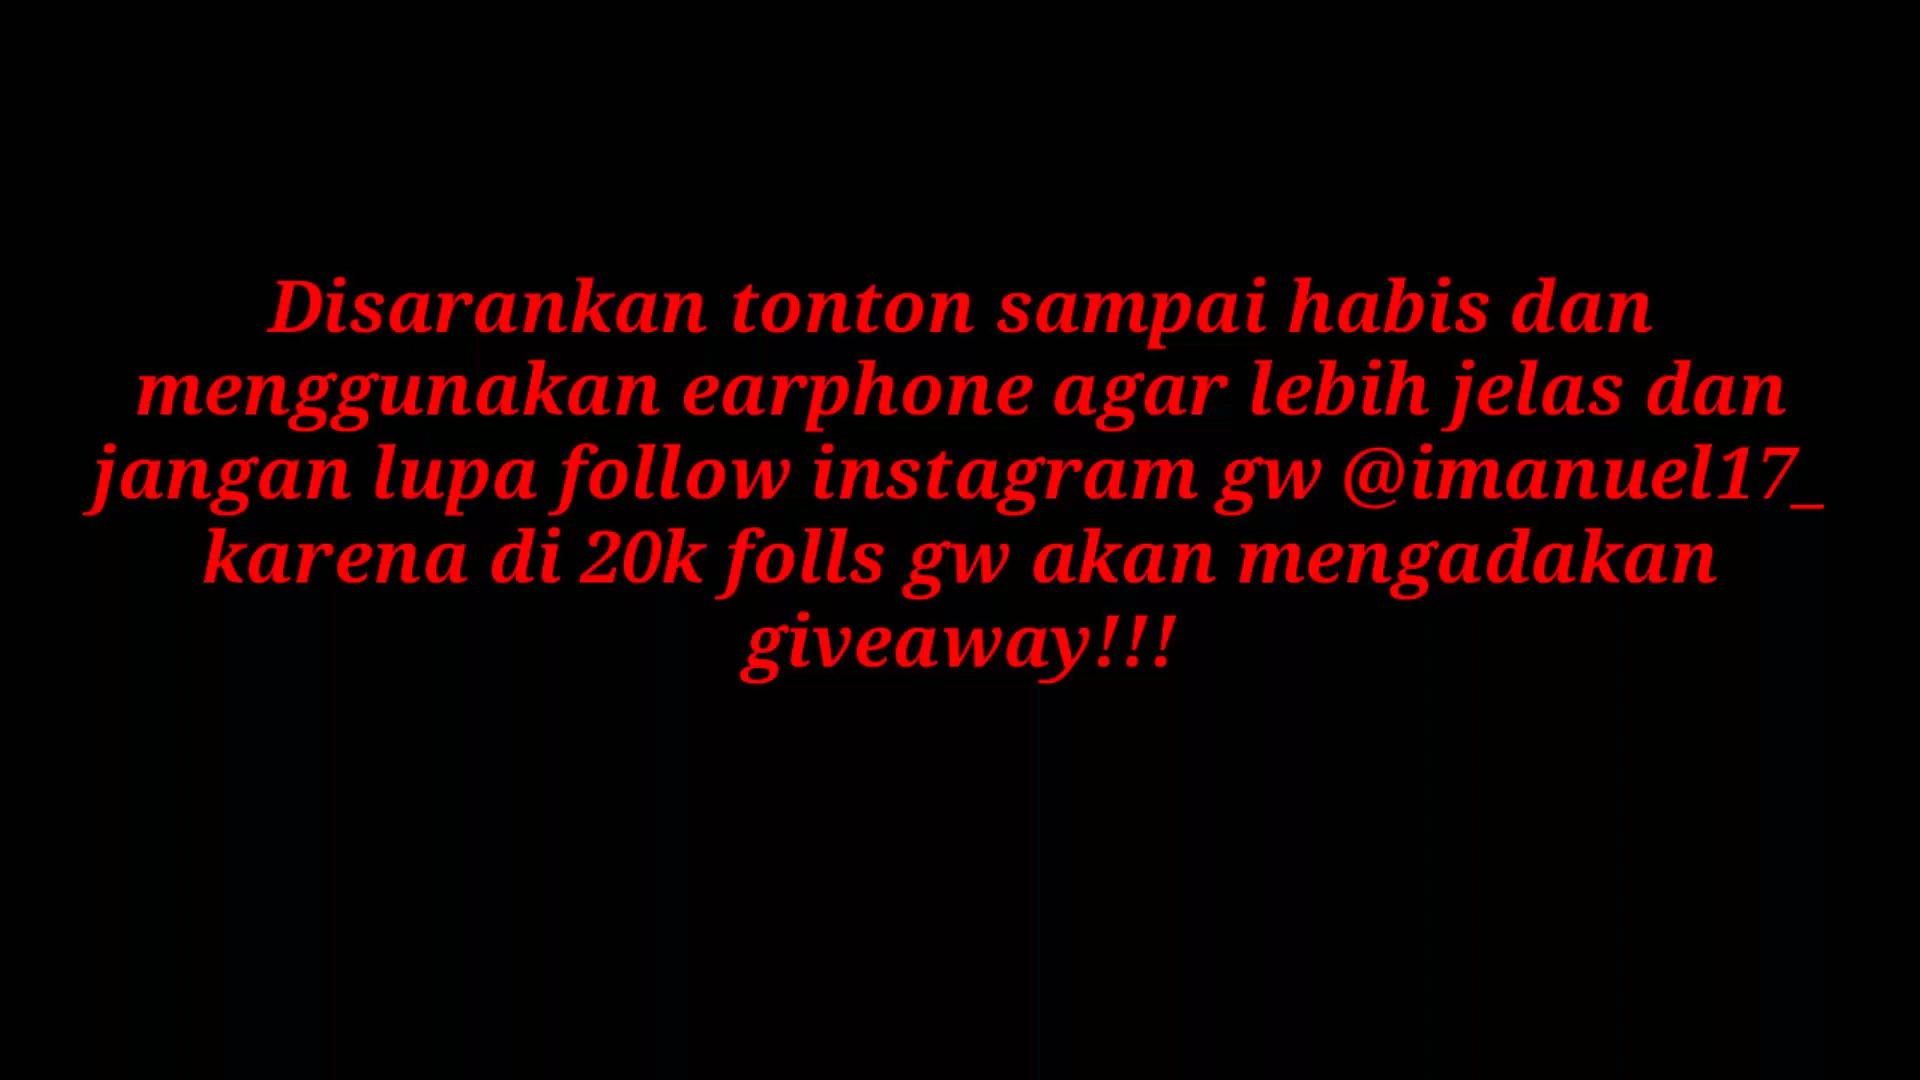 Disarankan tonton sampai habis dan
menggunakan earphone agar lebih jelas dan
jangan lupa follow instagram gw @imanuel17_
karena di 20k folls gw akan mengadakan
giveaway!!!